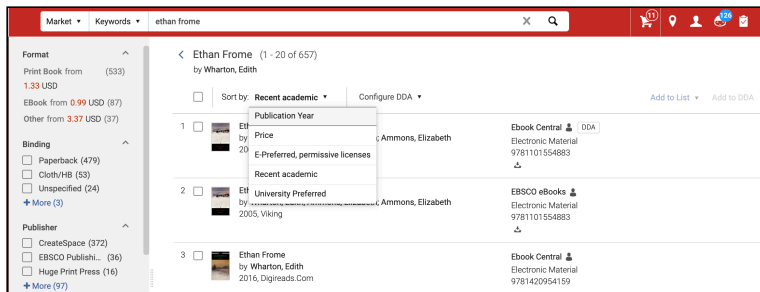 Market ▾ Keywords ▾ ethan frome X
11
126
Format
Print Book from (533)
1.33 USD
EBook from 0.99 USD (87)
Other from 3.37 USD (37)
Binding
Paperback (479)
Cloth/HB (53)
Unspecified (24)
+ More (3)
Publisher
CreateSpace (372)
EBSCO Publishi... (36)
Huge Print Press (16)
+ More (97)
Ethan Frome (1 - 20 of 657)
by Wharton, Edith
Sort by: Recent academic ▾ Configure DDA ▾ Add to List ▾ Add to DDA
Publication Year
Price
E-Preferred, permissive licenses
Recent academic
University Preferred
1
by ; Ammons, Elizabeth
Ebook Central DDA
Electronic Material
9781101554883
2
by Ammons, Elizabeth
2005, Viking
EBSCO eBooks
Electronic Material
9781101554883
3 Ethan Frome
by Wharton, Edith
2016, Digireads.Com
Ebook Central
Electronic Material
9781420954159